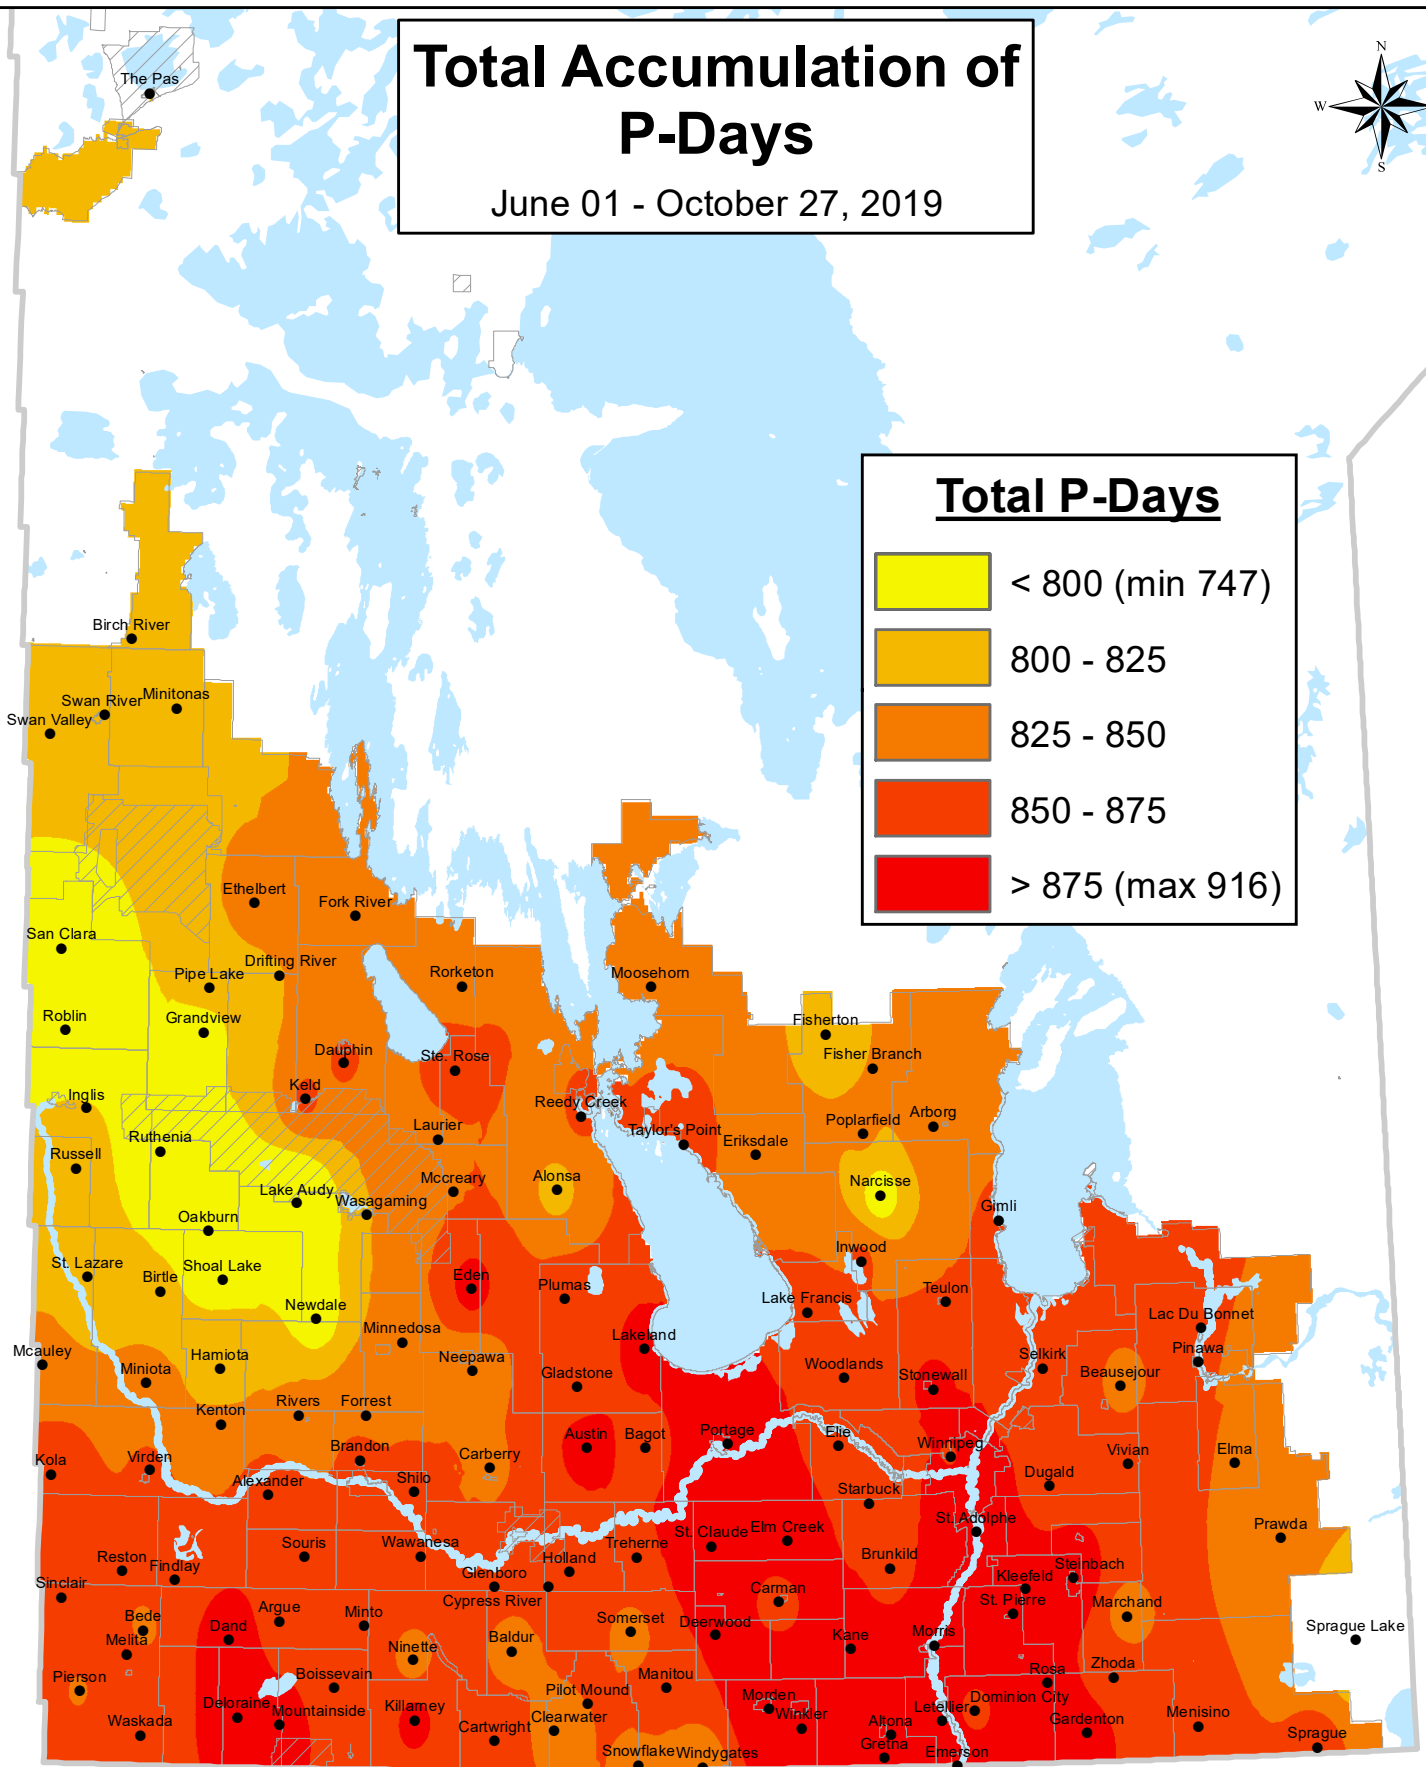 Total Accumulation of
P-Days
June 01 - October 27, 2019
N
W
S
The Pas
Total P-Days
< 800 (min 747)
800 - 825
825 - 850
850 - 875
> 875 (max 916)
Birch River
Swan River
Minitonas
Swan Valley
Ethelbert
Fork River
San Clara
Drifting River
Pipe Lake
Rorketon
Moosehorn
Roblin
Grandview
Fisherton
Dauphin
Ste. Rose
Fisher Branch
Keld
Inglis
Reedy Creek
Laurier
Taylor's Point
Eriksdale
Poplarfield
Arborg
Ruthenia
Russell
Mccreary
Alonsa
Narcisse
Lake Audy
Wasagaming
Gimli
Oakburn
St. Lazare
Birtle
Shoal Lake
Eden
Plumas
Inwood
Lake Francis
Teulon
Newdale
Minnedosa
Lakeland
Lac Du Bonnet
Mcauley
Miniota
Hamiota
Neepawa
Gladstone
Woodlands
Stonewall
Selkirk
Pinawa
Beausejour
Kenton
Rivers
Forrest
Austin
Bagot
Portage
Elie
Winnipeg
Vivian
Elma
Kola
Virden
Brandon
Carberry
Alexander
Shilo
Starbuck
Dugald
St. Adolphe
Prawda
Souris
Wawanesa
Treherne
St. Claude
Elm Creek
Brunkild
Reston
Findlay
Holland
Glenboro
Steinbach
Kleefeld
Sinclair
Cypress River
Carman
St. Pierre
Marchand
Bede
Argue
Minto
Dand
Somerset
Deerwood
Kane
Morris
Sprague Lake
Melita
Ninette
Baldur
Pierson
Boissevain
Manitou
Rosa
Zhoda
Deloraine
Mountainside
Killarney
Pilot Mound
Morden
Winkler
Letellier
Dominion City
Waskada
Cartwright
Clearwater
Altona
Gardenton
Menisino
Sprague
Snowflake
Windygates
Gretna
Emerson